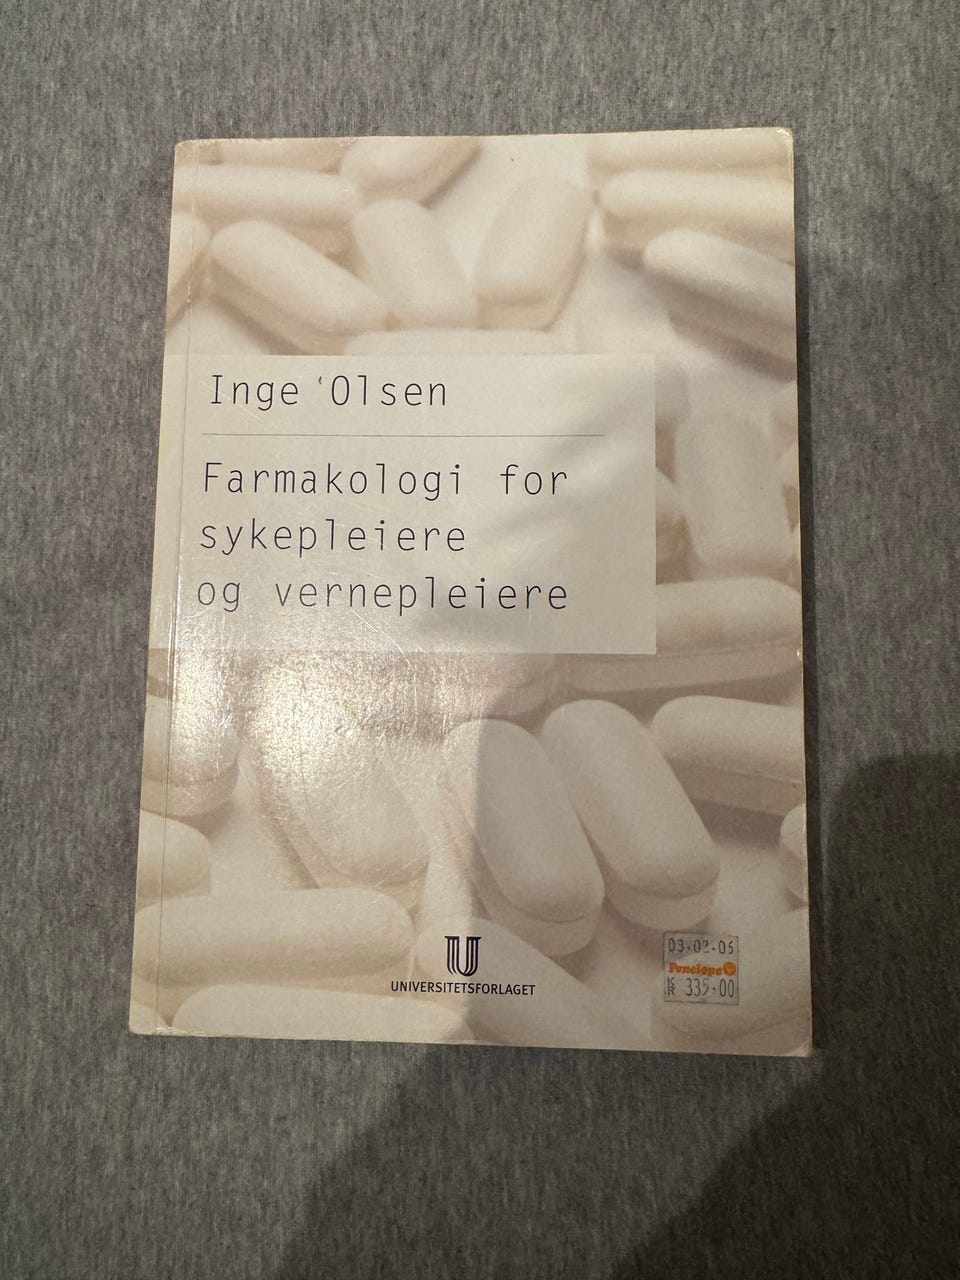 Inge Olsen
Farmakologi for
sykepleiere
og vernepleiere
UNIVERSITETSFORLAGET
03·02·05
Penelope
KR 335·00